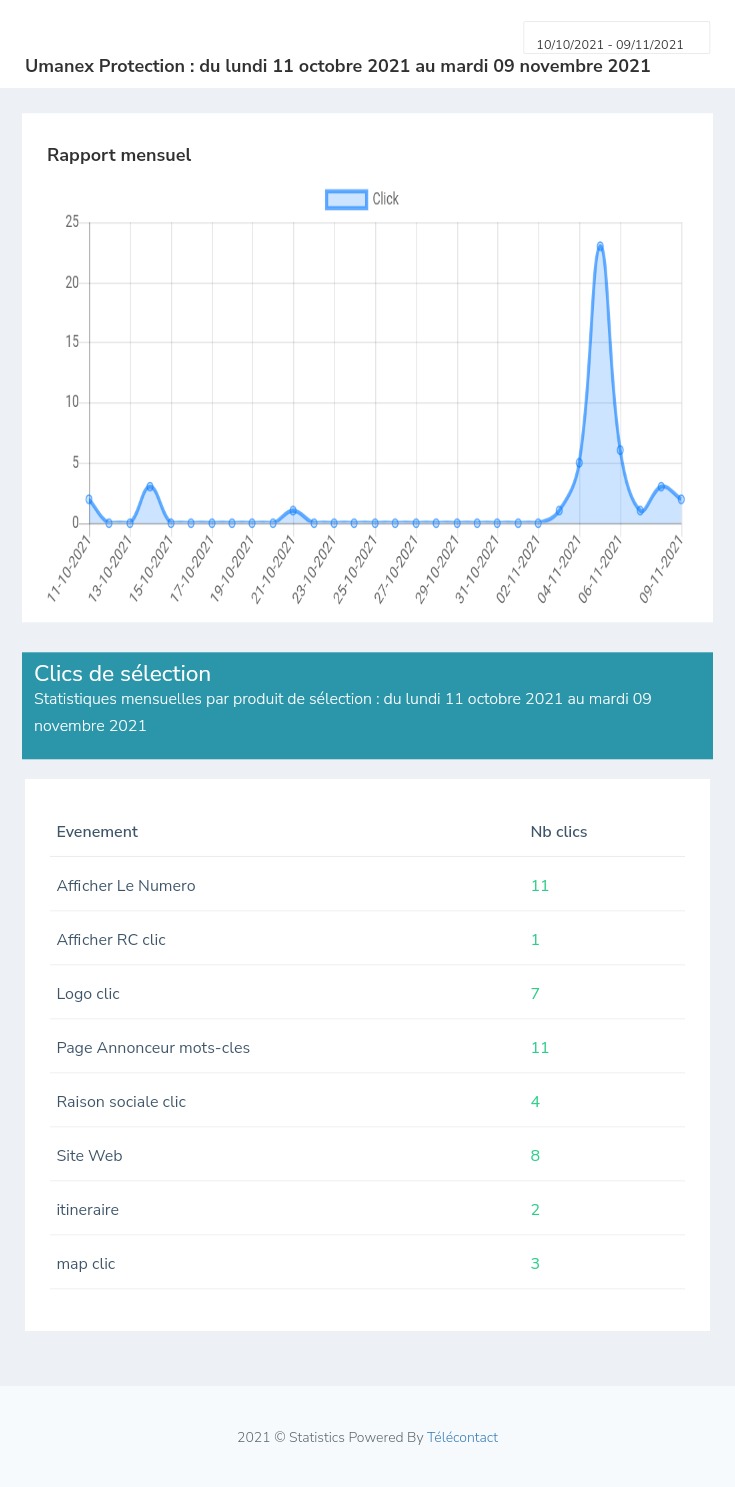 10/10/2021 - 09/11/2021
Umanex Protection : du lundi 11 octobre 2021 au mardi 09 novembre 2021
Rapport mensuel
Click
25
20
15
10
5
0
11-10-2021
13-10-2021
15-10-2021
17-10-2021
19-10-2021
21-10-2021
23-10-2021
25-10-2021
27-10-2021
29-10-2021
31-10-2021
02-11-2021
04-11-2021
06-11-2021
09-11-2021
Clics de sélection
Statistiques mensuelles par produit de sélection : du lundi 11 octobre 2021 au mardi 09
novembre 2021
Evenement Nb clics
Afficher Le Numero 11
Afficher RC clic 1
Logo clic 7
Page Annonceur mots-cles 11
Raison sociale clic 4
Site Web 8
itineraire 2
map clic 3
2021 © Statistics Powered By Télécontact